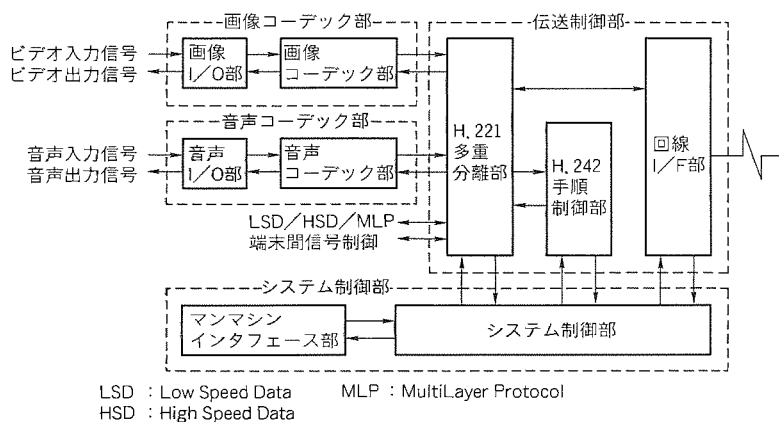 画像コーデック部
伝送制御部
ビデオ入力信号
ビデオ出力信号
画像
I/O部
画像
コーデック部
音声コーデック部
音声入力信号
音声出力信号
音声
I/O部
音声
コーデック部
H.221
多重
分離部
H.242
手順
制御部
回線
I/F部
LSD/HSD/MLP
端末間信号制御
システム制御部
マンマシン
インタフェース部
システム制御部
LSD : Low Speed Data MLP : MultiLayer Protocol
HSD : High Speed Data